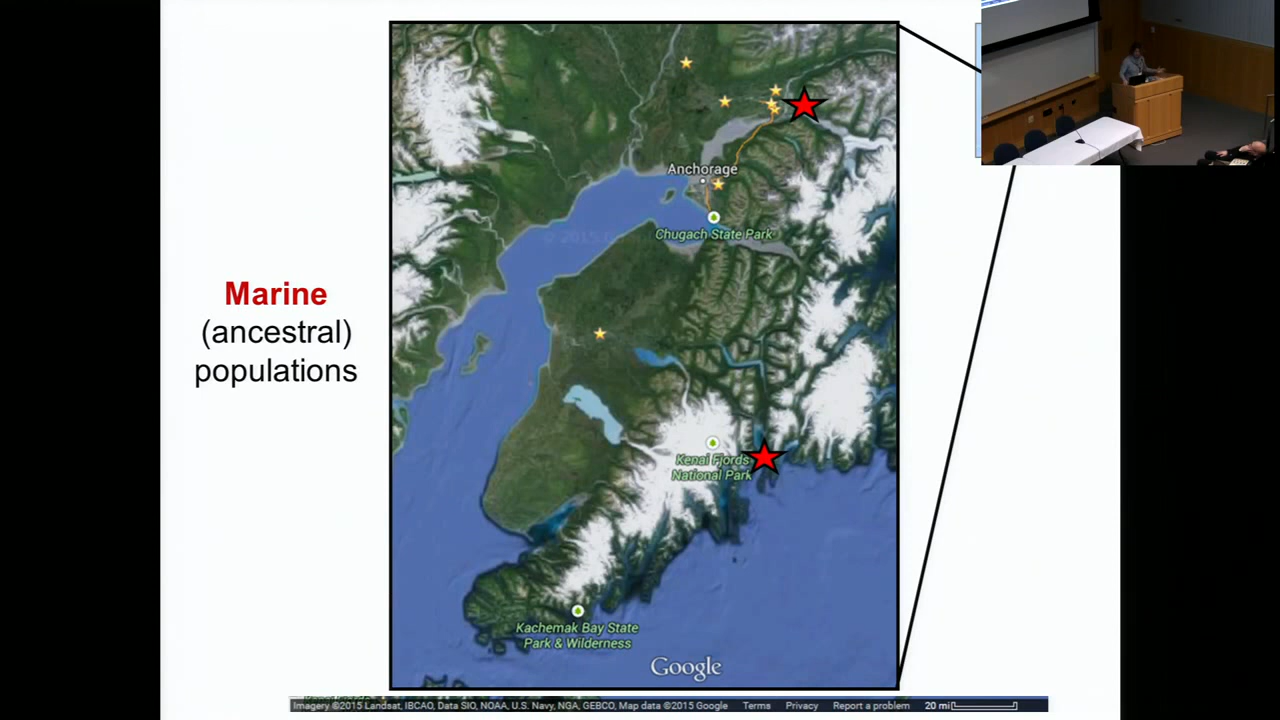 Marine
(ancestral)
populations
Anchorage
Chugach State Park
Kenai Fjords
National Park
Kachemak Bay State
Park & Wilderness
Google
Imagery ©2015 Landsat, IBCAO, Data SIO, NOAA, U.S. Navy, NGA, GEBCO, Map data ©2015 Google Terms Privacy Report a problem 20 mi